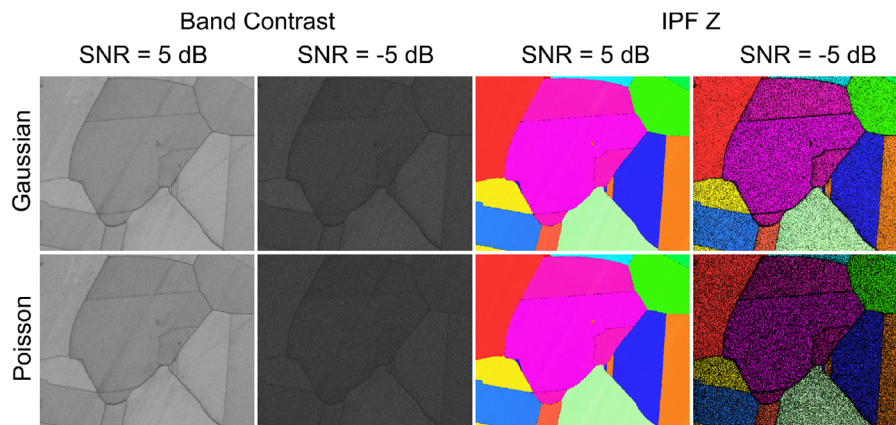 Band Contrast IPF Z
SNR = 5 dB SNR = -5 dB SNR = 5 dB SNR = -5 dB
Gaussian
Poisson